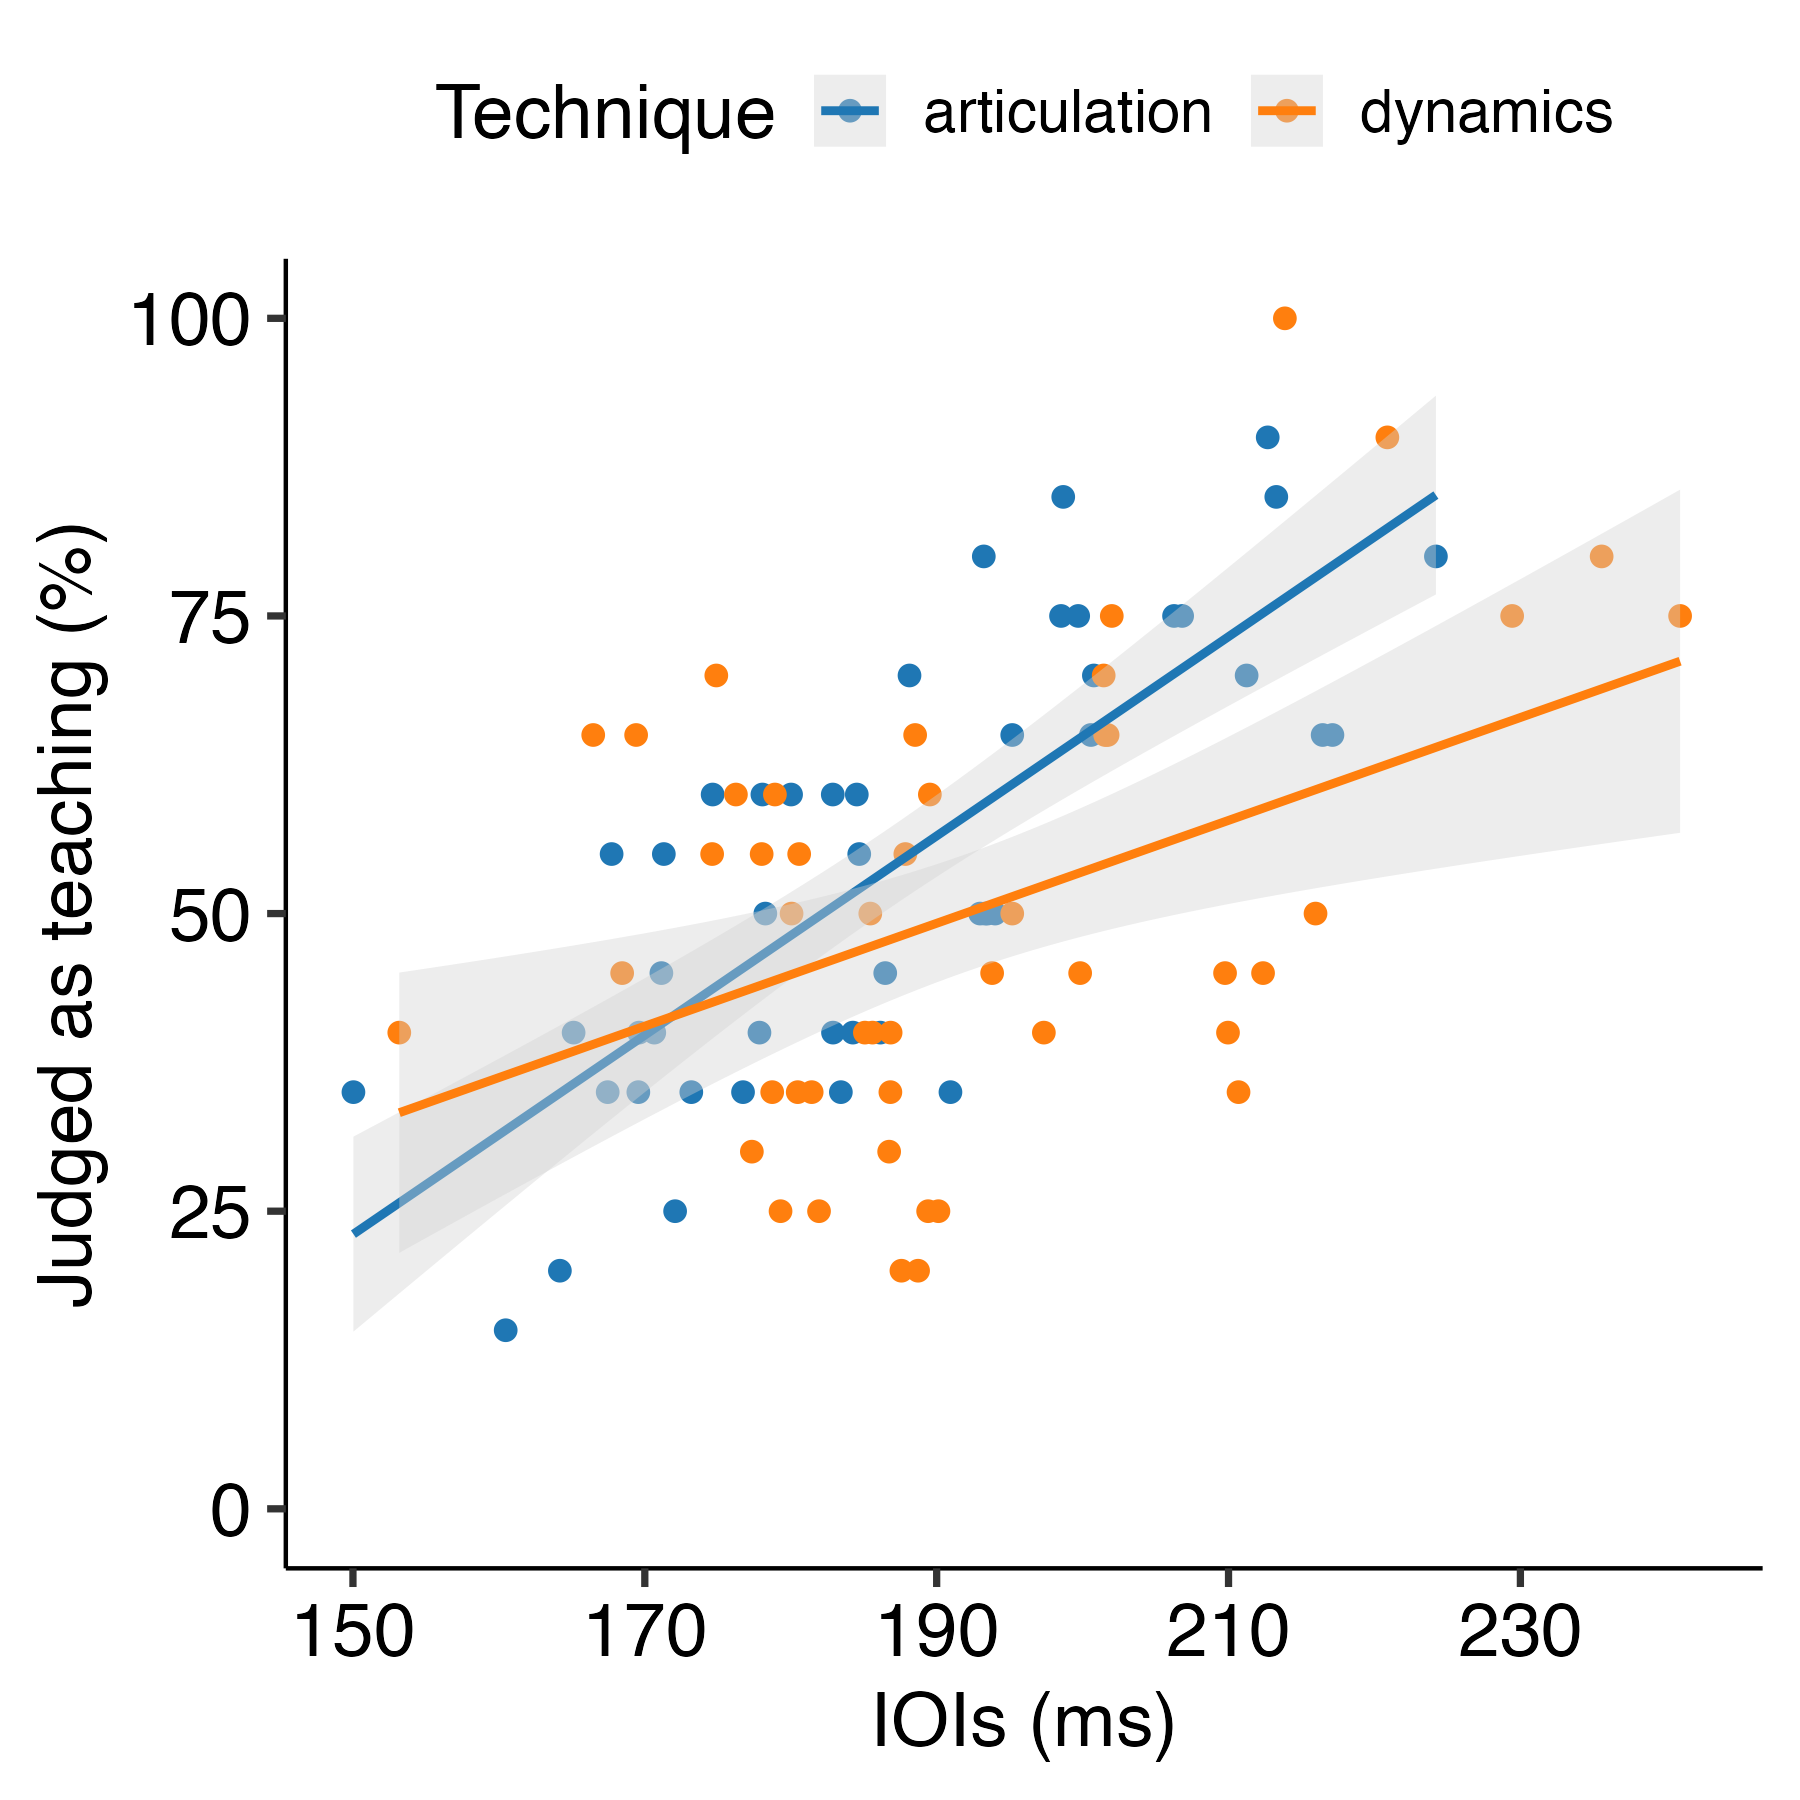 Technique articulation dynamics
Judged as teaching (%)
100
75
50
25
0
150 170 190 210 230
IOIs (ms)